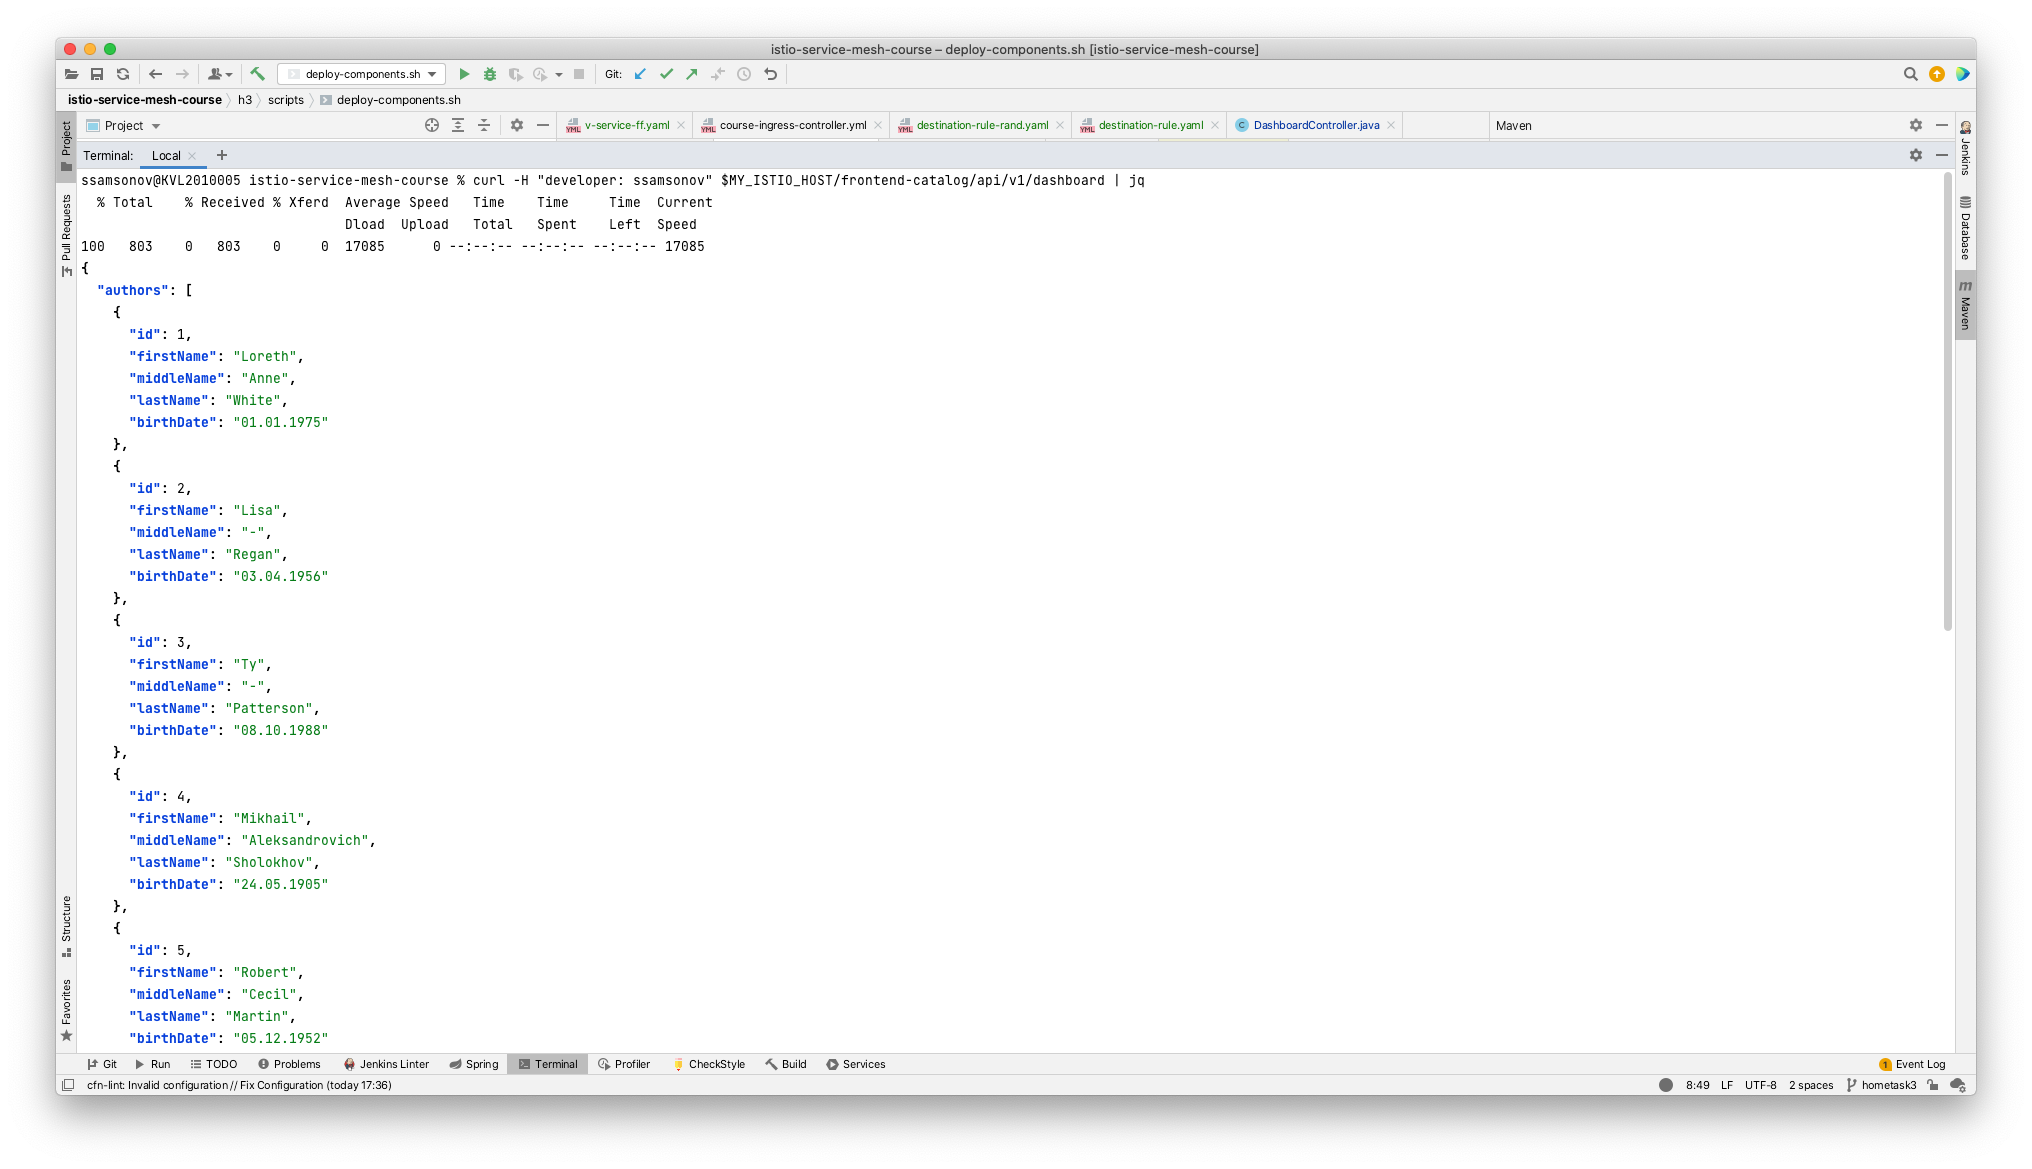 istio-service-mesh-course – deploy-components.sh [istio-service-mesh-course]
deploy-components.sh
Git:
istio-service-mesh-course
h3
scripts
deploy-components.sh
Project
v-service-ff.yaml
course-ingress-controller.yml
destination-rule-rand.yaml
destination-rule.yaml
DashboardController.java
Maven
Terminal:
Local
ssamsonov@KVL2010005 istio-service-mesh-course % curl -H "developer: ssamsonov" $MY_ISTIO_HOST/frontend-catalog/api/v1/dashboard | jq
  % Total    % Received % Xferd  Average Speed   Time    Time     Time  Current
                                 Dload  Upload   Total   Spent    Left  Speed
100   803    0   803    0     0  17085      0 --:--:-- --:--:-- --:--:-- 17085
{
  "authors": [
    {
      "id": 1,
      "firstName": "Loreth",
      "middleName": "Anne",
      "lastName": "White",
      "birthDate": "01.01.1975"
    },
    {
      "id": 2,
      "firstName": "Lisa",
      "middleName": "-",
      "lastName": "Regan",
      "birthDate": "03.04.1956"
    },
    {
      "id": 3,
      "firstName": "Ty",
      "middleName": "-",
      "lastName": "Patterson",
      "birthDate": "08.10.1988"
    },
    {
      "id": 4,
      "firstName": "Mikhail",
      "middleName": "Aleksandrovich",
      "lastName": "Sholokhov",
      "birthDate": "24.05.1905"
    },
    {
      "id": 5,
      "firstName": "Robert",
      "middleName": "Cecil",
      "lastName": "Martin",
      "birthDate": "05.12.1952"
Project
Pull Requests
Structure
Favorites
Jenkins
Database
Maven
Git
Run
TODO
Problems
Jenkins Linter
Spring
Terminal
Profiler
CheckStyle
Build
Services
1 Event Log
cfn-lint: Invalid configuration // Fix Configuration (today 17:36)
8:49
LF
UTF-8
2 spaces
hometask3